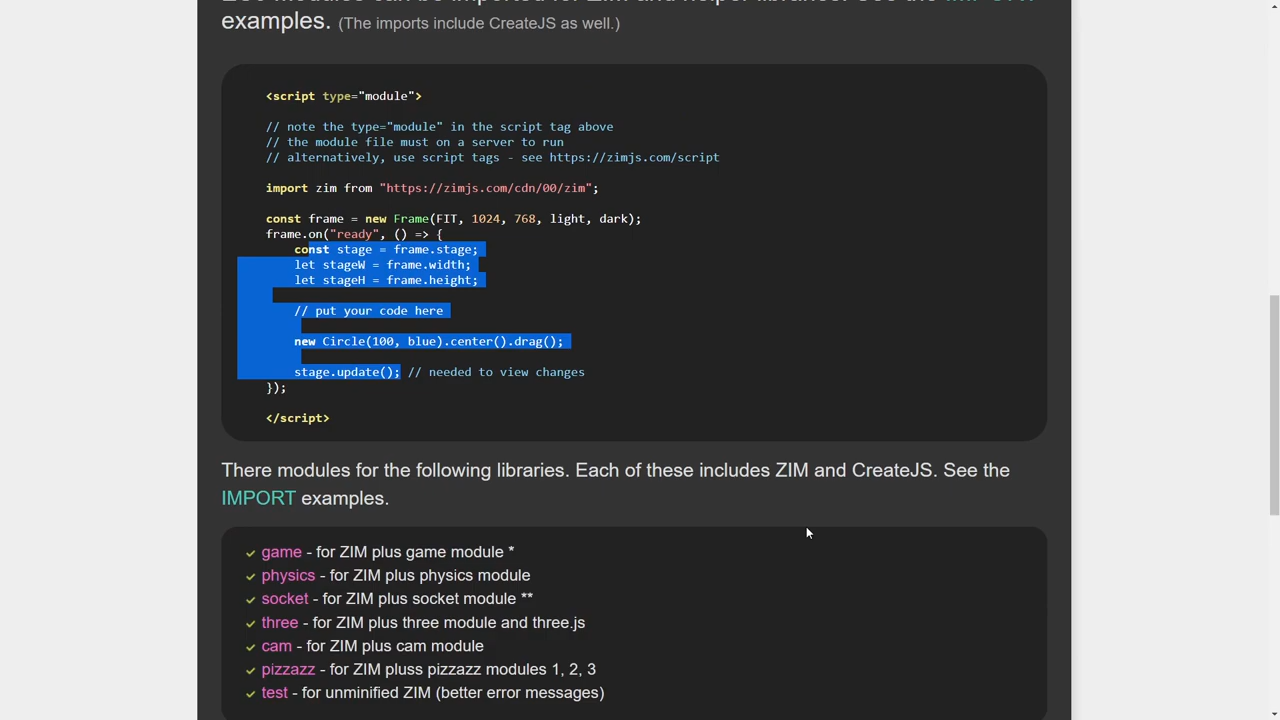 examples. (The imports include CreateJS as well.)
<script type="module">
// note the type="module" in the script tag above
// the module file must on a server to run
// alternatively, use script tags - see https://zimjs.com/script
import zim from "https://zimjs.com/cdn/00/zim";
const frame = new Frame(FIT, 1024, 768, light, dark);
frame.on("ready", () => {
const stage = frame.stage;
let stageW = frame.width;
let stageH = frame.height;
// put your code here
new Circle(100, blue).center().drag();
stage.update(); // needed to view changes
});
</script>
There modules for the following libraries. Each of these includes ZIM and CreateJS. See the
IMPORT examples.
game - for ZIM plus game module *
physics - for ZIM plus physics module
socket - for ZIM plus socket module **
three - for ZIM plus three module and three.js
cam - for ZIM plus cam module
pizzazz - for ZIM pluss pizzazz modules 1, 2, 3
test - for unminified ZIM (better error messages)